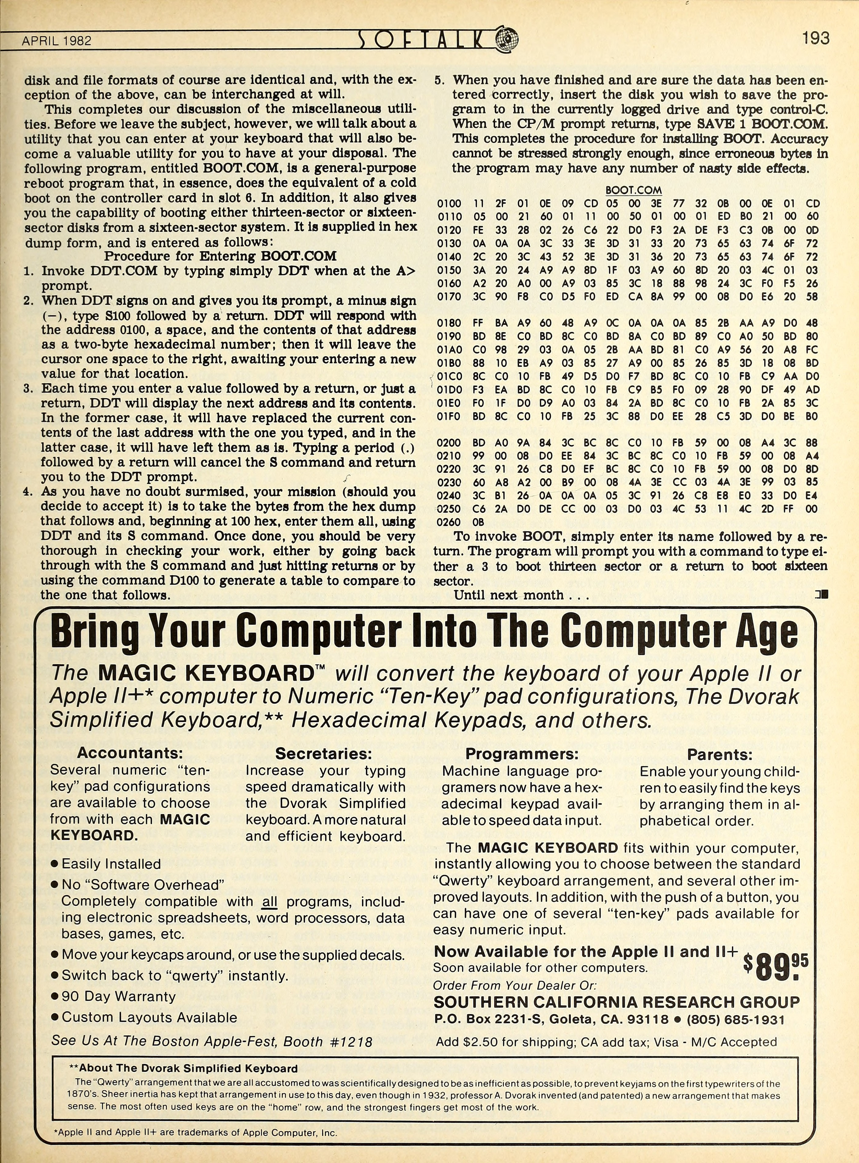 APRIL 1982
SOFTALK
193
disk and file formats of course are identical and, with the ex-
ception of the above, can be interchanged at will.
This completes our discussion of the miscellaneous utili-
ties. Before we leave the subject, however, we will talk about a
utility that you can enter at your keyboard that will also be-
come a valuable utility for you to have at your disposal. The
following program, entitled BOOT.COM, is a general-purpose
reboot program that, in essence, does the equivalent of a cold
boot on the controller card in slot 6. In addition, it also gives
you the capability of booting either thirteen-sector or sixteen-
sector disks from a sixteen-sector system. It is supplied in hex
dump form, and is entered as follows:
Procedure for Entering BOOT.COM
1. Invoke DDT.COM by typing simply DDT when at the A>
prompt.
2. When DDT signs on and gives you its prompt, a minus sign
(–), type S100 followed by a return. DDT will respond with
the address 0100, a space, and the contents of that address
as a two-byte hexadecimal number; then it will leave the
cursor one space to the right, awaiting your entering a new
value for that location.
3. Each time you enter a value followed by a return, or just a
return, DDT will display the next address and its contents.
In the former case, it will have replaced the current con-
tents of the last address with the one you typed, and in the
latter case, it will have left them as is. Typing a period (.)
followed by a return will cancel the S command and return
you to the DDT prompt.
4. As you have no doubt surmised, your mission (should you
decide to accept it) is to take the bytes from the hex dump
that follows and, beginning at 100 hex, enter them all, using
DDT and its S command. Once done, you should be very
thorough in checking your work, either by going back
through with the S command and just hitting returns or by
using the command D100 to generate a table to compare to
the one that follows.
5. When you have finished and are sure the data has been en-
tered correctly, insert the disk you wish to save the pro-
gram to in the currently logged drive and type control-C.
When the CP/M prompt returns, type SAVE 1 BOOT.COM.
This completes the procedure for installing BOOT. Accuracy
cannot be stressed strongly enough, since erroneous bytes in
the program may have any number of nasty side effects.
BOOT.COM
0100 11 2F 01 0E 09 CD 05 00 3E 77 32 0B 00 0E 01 CD
0110 05 00 21 60 01 11 00 50 01 00 01 ED B0 21 00 60
0120 FE 33 28 02 26 C6 22 D0 F3 2A DE F3 C3 0B 00 0D
0130 0A 0A 0A 3C 33 3E 3D 31 33 20 73 65 63 74 6F 72
0140 2C 20 3C 43 52 3E 3D 31 36 20 73 65 63 74 6F 72
0150 3A 20 24 A9 A9 8D 1F 03 A9 60 8D 20 03 4C 01 03
0160 A2 20 A0 00 A9 03 85 3C 18 88 98 24 3C F0 F5 26
0170 3C 90 F8 C0 D5 F0 ED CA 8A 99 00 08 D0 E6 20 58
0180 FF BA A9 60 48 A9 0C 0A 0A 0A 85 2B AA A9 D0 48
0190 BD 8E C0 BD 8C C0 BD 8A C0 BD 89 C0 A0 50 BD 80
01A0 C0 98 29 03 0A 05 2B AA BD 81 C0 A9 56 20 A8 FC
01B0 88 10 EB A9 03 85 27 A9 00 85 26 85 3D 18 08 BD
01C0 8C C0 10 FB 49 D5 D0 F7 BD 8C C0 10 FB C9 AA D0
01D0 F3 EA BD 8C C0 10 FB C9 85 F0 09 28 90 DF 49 AD
01E0 F0 1F D0 D9 A0 03 84 2A BD 8C C0 10 FB 2A 85 3C
01F0 BD 8C C0 10 FB 25 3C 88 D0 EE 28 C5 3D D0 BE B0
0200 BD A0 9A 84 3C BC 8C C0 10 FB 59 00 08 A4 3C 88
0210 99 00 08 D0 EE 84 3C BC 8C C0 10 FB 59 00 08 A4
0220 3C 91 26 C8 D0 EF BC 8C C0 10 FB 59 00 08 D0 8D
0230 60 A8 A2 00 B9 00 08 4A 3E CC 03 4A 3E 99 03 85
0240 3C B1 26 0A 0A 0A 05 3C 91 26 C8 E8 E0 33 D0 E4
0250 C6 2A D0 DE CC 00 03 D0 03 4C 53 11 4C 2D FF 00
0260 0B
To invoke BOOT, simply enter its name followed by a re-
turn. The program will prompt you with a command to type ei-
ther a 3 to boot thirteen sector or a return to boot sixteen
sector.
Until next month . . .
Bring Your Computer Into The Computer Age
The MAGIC KEYBOARD™ will convert the keyboard of your Apple II or
Apple II+* computer to Numeric “Ten-Key” pad configurations, The Dvorak
Simplified Keyboard,** Hexadecimal Keypads, and others.
Accountants:
Several numeric “ten-
key” pad configurations
are available to choose
from with each MAGIC
KEYBOARD.
Secretaries:
Increase your typing
speed dramatically with
the Dvorak Simplified
keyboard. A more natural
and efficient keyboard.
Programmers:
Machine language pro-
gramers now have a hex-
adecimal keypad avail-
able to speed data input.
Parents:
Enable your young child-
ren to easily find the keys
by arranging them in al-
phabetical order.
● Easily Installed
● No “Software Overhead”
Completely compatible with all programs, includ-
ing electronic spreadsheets, word processors, data
bases, games, etc.
● Move your keycaps around, or use the supplied decals.
● Switch back to “qwerty” instantly.
● 90 Day Warranty
● Custom Layouts Available
See Us At The Boston Apple-Fest, Booth #1218
The MAGIC KEYBOARD fits within your computer,
instantly allowing you to choose between the standard
“Qwerty” keyboard arrangement, and several other im-
proved layouts. In addition, with the push of a button, you
can have one of several “ten-key” pads available for
easy numeric input.
Now Available for the Apple II and II+
Soon available for other computers.
$89.95
Order From Your Dealer Or:
SOUTHERN CALIFORNIA RESEARCH GROUP
P.O. Box 2231-S, Goleta, CA. 93118 ● (805) 685-1931
Add $2.50 for shipping; CA add tax; Visa - M/C Accepted
**About The Dvorak Simplified Keyboard
The “Qwerty” arrangement that we are all accustomed to was scientifically designed to be as inefficient as possible, to prevent keyjams on the first typewriters of the
1870’s. Sheer inertia has kept that arrangement in use to this day, even though in 1932, professor A. Dvorak invented (and patented) a new arrangement that makes
sense. The most often used keys are on the “home” row, and the strongest fingers get most of the work.
*Apple II and Apple II+ are trademarks of Apple Computer, Inc.